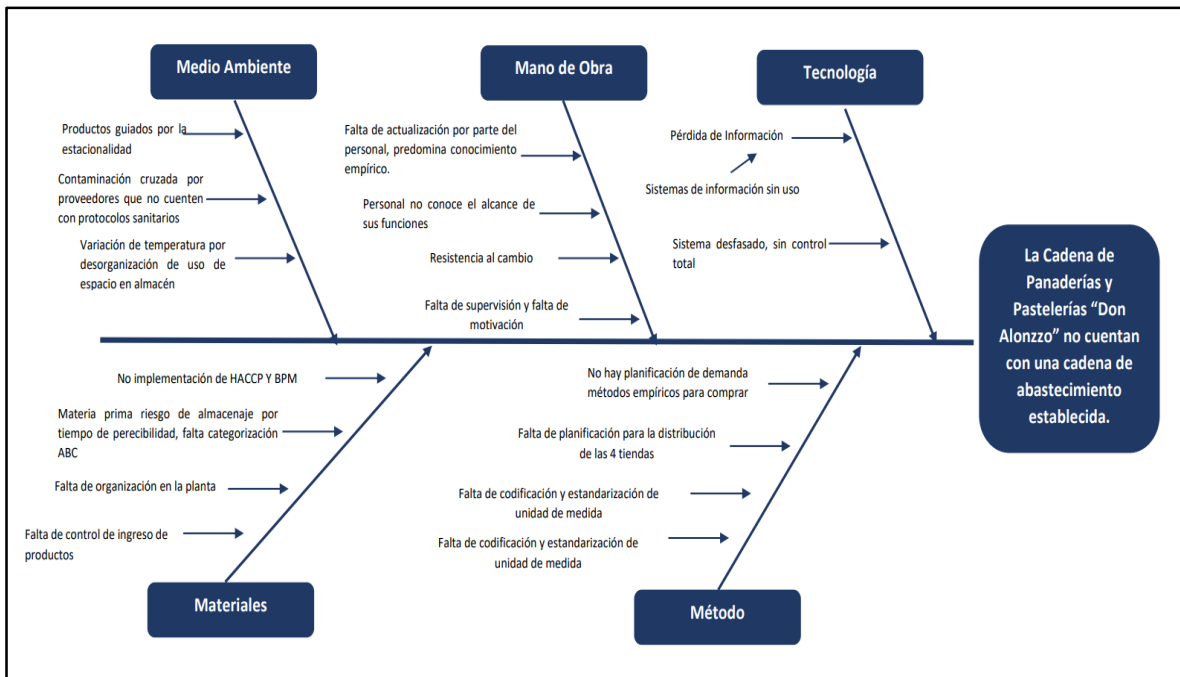 Medio Ambiente
Productos guiados por la
estacionalidad
Contaminación cruzada por
proveedores que no cuenten
con protocolos sanitarios
Variación de temperatura por
desorganización de uso de
espacio en almacén
Mano de Obra
Falta de actualización por parte del
personal, predomina conocimiento
empírico.
Personal no conoce el alcance de
sus funciones
Resistencia al cambio
Falta de supervisión y falta de
motivación
Tecnología
Pérdida de Información
Sistemas de información sin uso
Sistema desfasado, sin control
total
La Cadena de
Panaderías y
Pastelerías “Don
Alonzzo” no cuentan
con una cadena de
abastecimiento
establecida.
No implementación de HACCP Y BPM
Materia prima riesgo de almacenaje por
tiempo de perecibilidad, falta categorización
ABC
Falta de organización en la planta
Falta de control de ingreso de
productos
Materiales
No hay planificación de demanda
métodos empíricos para comprar
Falta de planificación para la distribución
de las 4 tiendas
Falta de codificación y estandarización de
unidad de medida
Falta de codificación y estandarización de
unidad de medida
Método